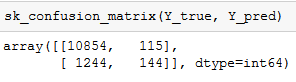 sk_confusion_matrix(Y_true, Y_pred)
array([[10854, 115],
[ 1244, 144]], dtype=int64)